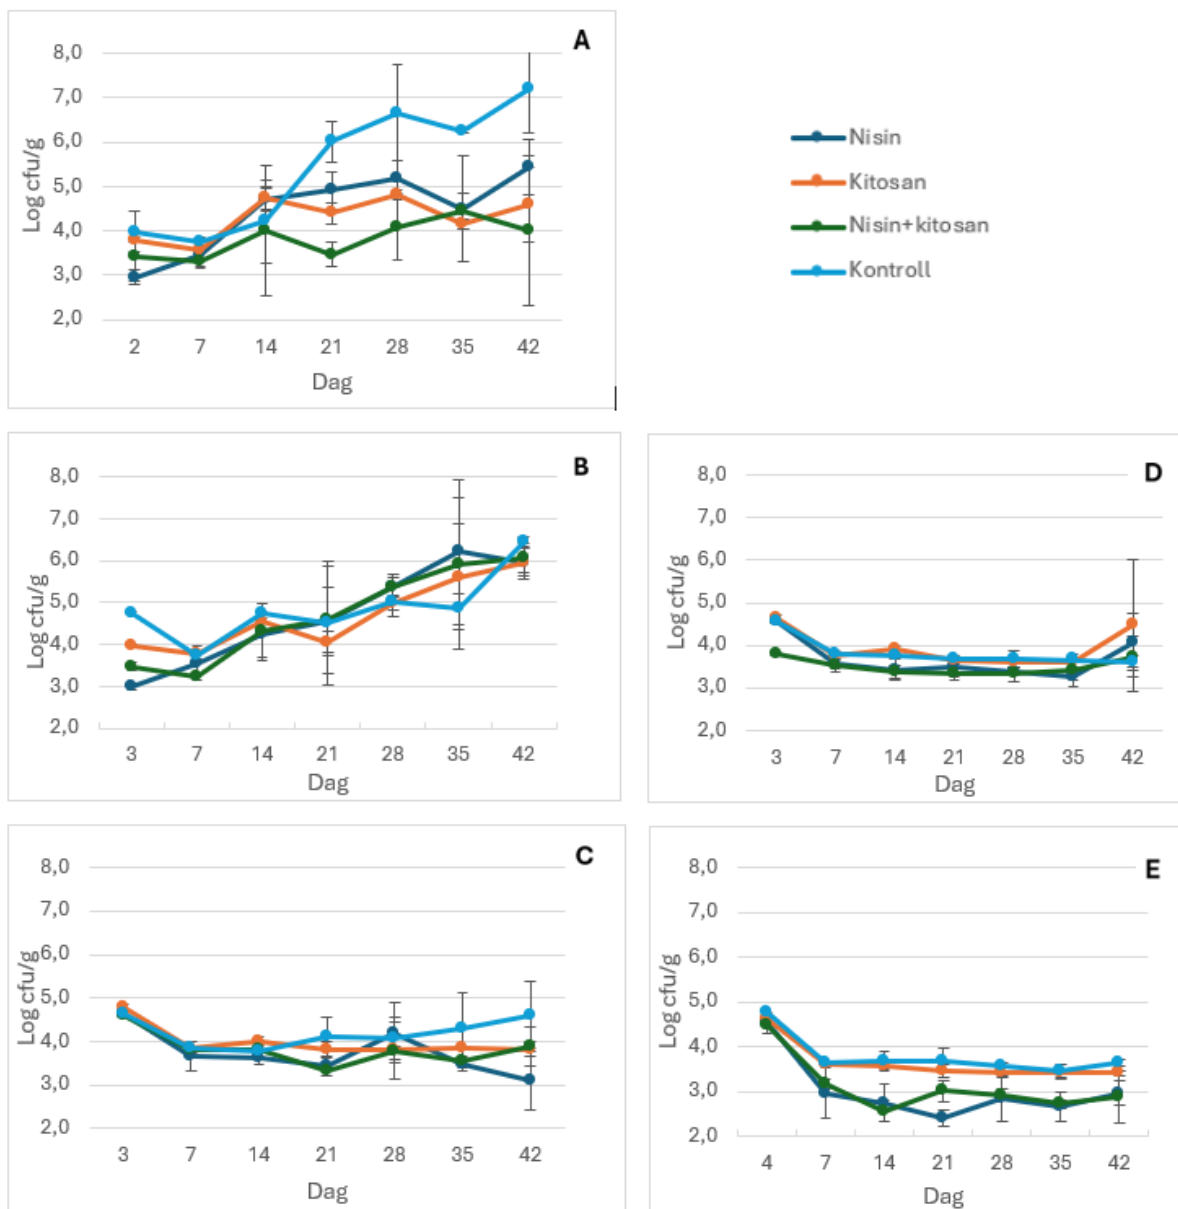 A
8,0
7,0
6,0
5,0
4,0
3,0
2,0
Log cfu/g
2 7 14 21 28 35 42
Dag
Nisin
Kitosan
Nisin+kitosan
Kontroll
B
8,0
7,0
6,0
5,0
4,0
3,0
2,0
Log cfu/g
3 7 14 21 28 35 42
Dag
D
8,0
7,0
6,0
5,0
4,0
3,0
2,0
Log cfu/g
3 7 14 21 28 35 42
Dag
C
8,0
7,0
6,0
5,0
4,0
3,0
2,0
Log cfu/g
3 7 14 21 28 35 42
Dag
E
8,0
7,0
6,0
5,0
4,0
3,0
2,0
Log cfu/g
4 7 14 21 28 35 42
Dag